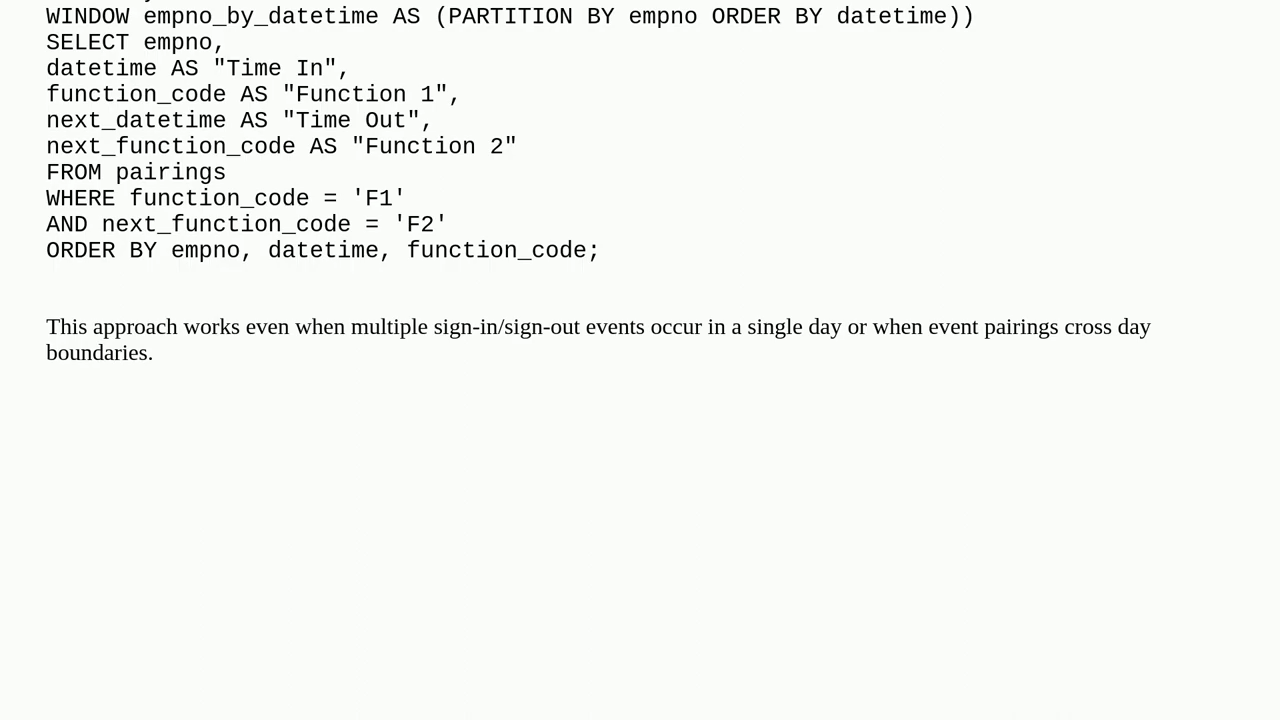 WINDOW empno_by_datetime AS (PARTITION BY empno ORDER BY datetime))
SELECT empno,
datetime AS "Time In",
function_code AS "Function 1",
next_datetime AS "Time Out",
next_function_code AS "Function 2"
FROM pairings
WHERE function_code = 'F1'
AND next_function_code = 'F2'
ORDER BY empno, datetime, function_code;
This approach works even when multiple sign-in/sign-out events occur in a single day or when event pairings cross day
boundaries.